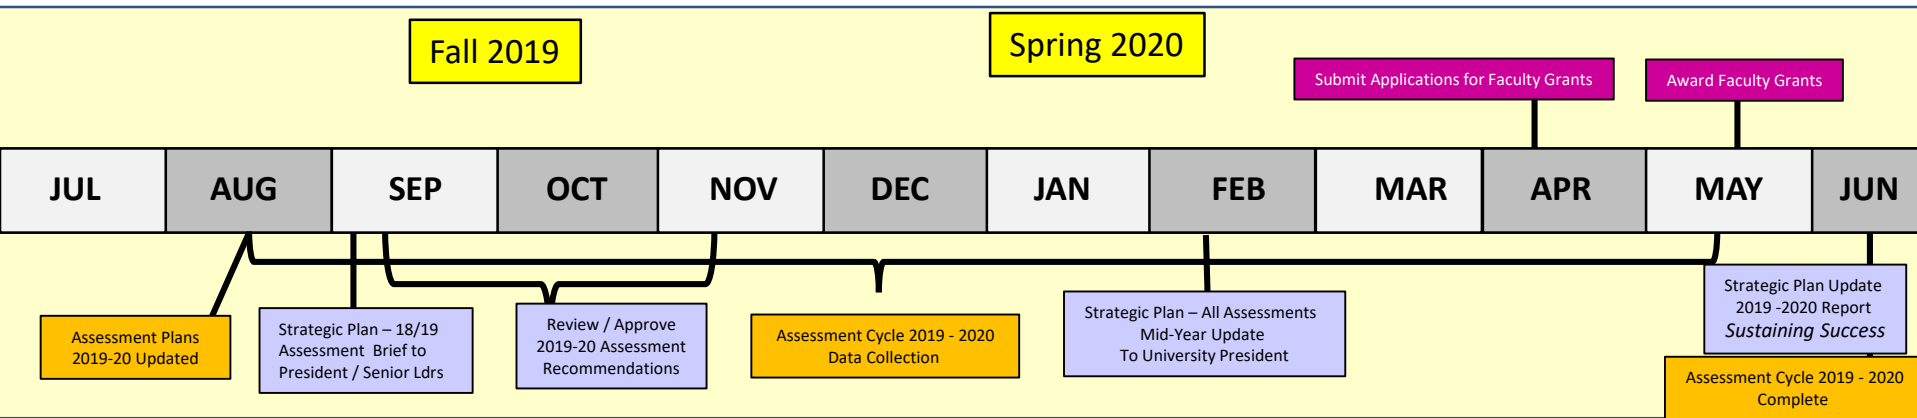 Fall 2019
Spring 2020
Submit Applications for Faculty Grants
Award Faculty Grants
JUL AUG SEP OCT NOV DEC JAN FEB MAR APR MAY JUN
Assessment Plans
2019-20 Updated
Strategic Plan – 18/19
Assessment Brief to
President / Senior Ldrs
Review / Approve
2019-20 Assessment
Recommendations
Assessment Cycle 2019 - 2020
Data Collection
Strategic Plan – All Assessments
Mid-Year Update
To University President
Strategic Plan Update
2019 -2020 Report
Sustaining Success
Assessment Cycle 2019 - 2020
Complete